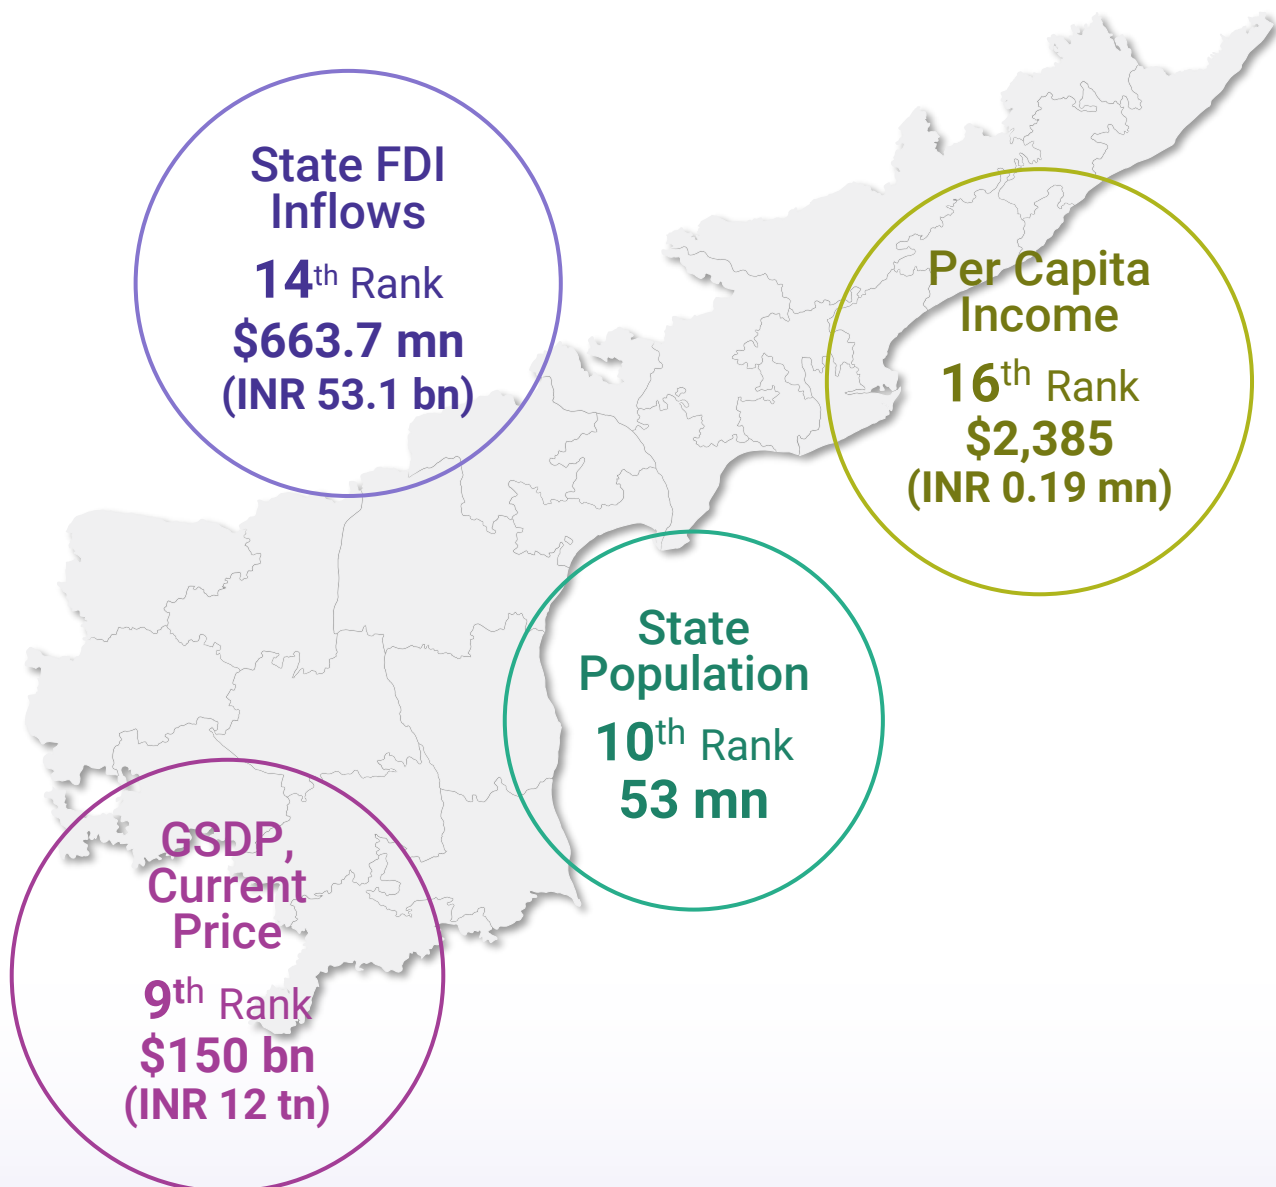 State FDI
Inflows
14th Rank
$663.7 mn
(INR 53.1 bn)
Per Capita
Income
16th Rank
$2,385
(INR 0.19 mn)
State
Population
10th Rank
53 mn
GSDP,
Current
Price
9th Rank
$150 bn
(INR 12 tn)